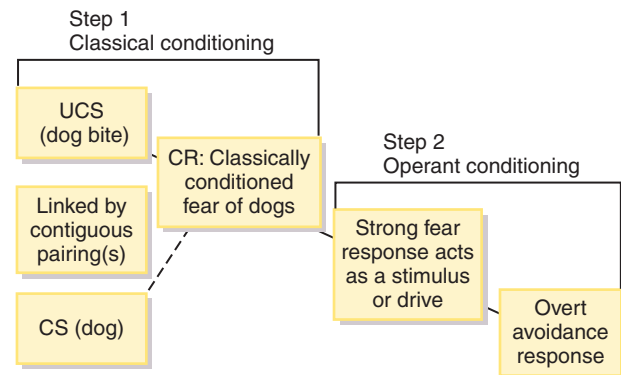 Step 1
Classical conditioning
UCS
(dog bite)
CR: Classically
conditioned
fear of dogs
Linked by
contiguous
pairing(s)
CS (dog)
Step 2
Operant conditioning
Strong fear
response acts
as a stimulus
or drive
Overt
avoidance
response